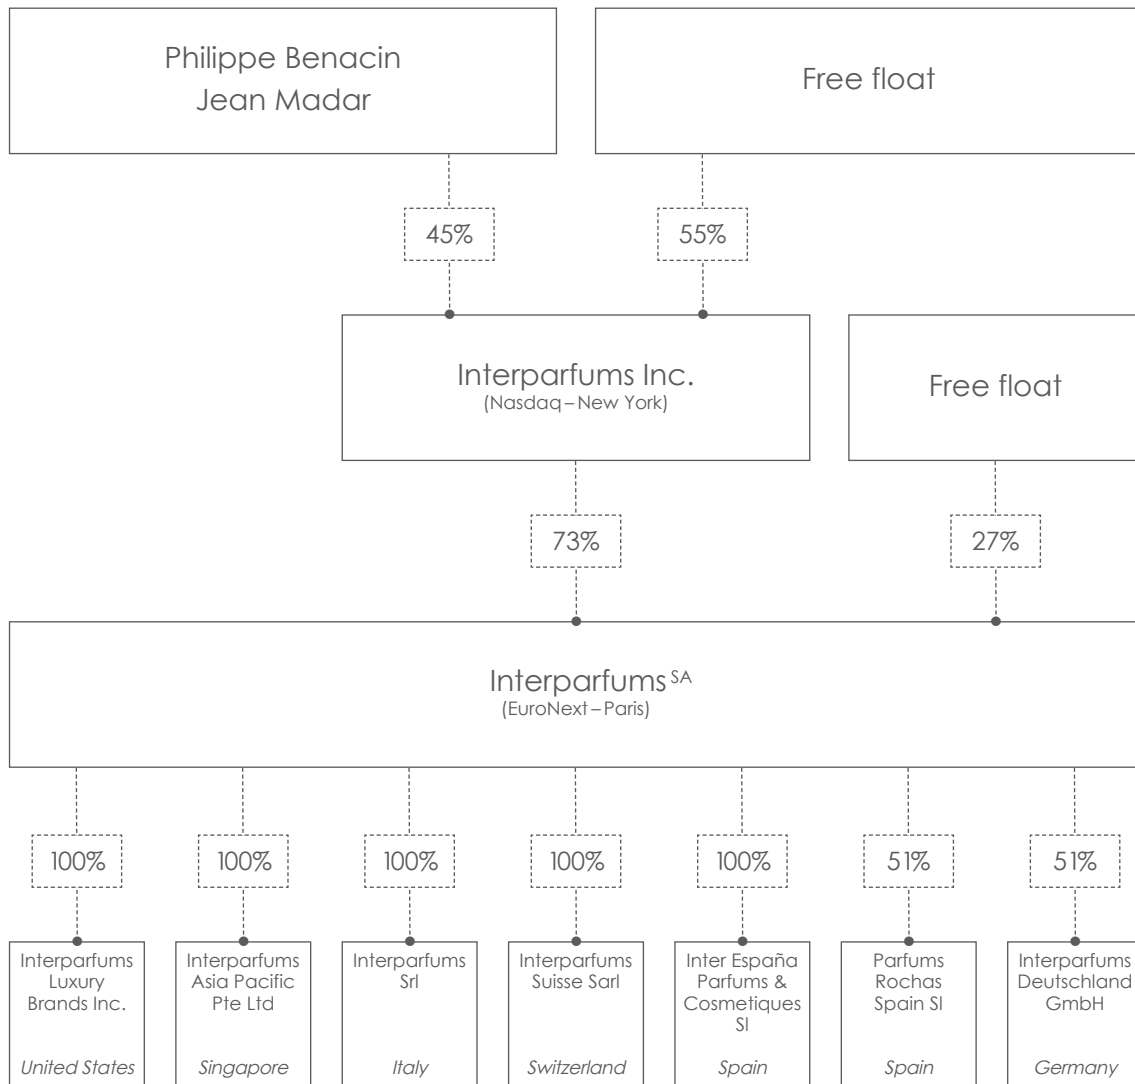 Philippe Benacin
Jean Madar
Free float
45%
55%
Interparfums Inc.
(Nasdaq – New York)
Free float
73%
27%
Interparfums SA
(EuroNext – Paris)
100%
100%
100%
100%
100%
51%
51%
Interparfums
Luxury
Brands Inc.
United States
Interparfums
Asia Pacific
Pte Ltd
Singapore
Interparfums
Srl
Italy
Interparfums
Suisse Sarl
Switzerland
Inter España
Parfums &
Cosmetiques
Sl
Spain
Parfums
Rochas
Spain Sl
Spain
Interparfums
Deutschland
GmbH
Germany